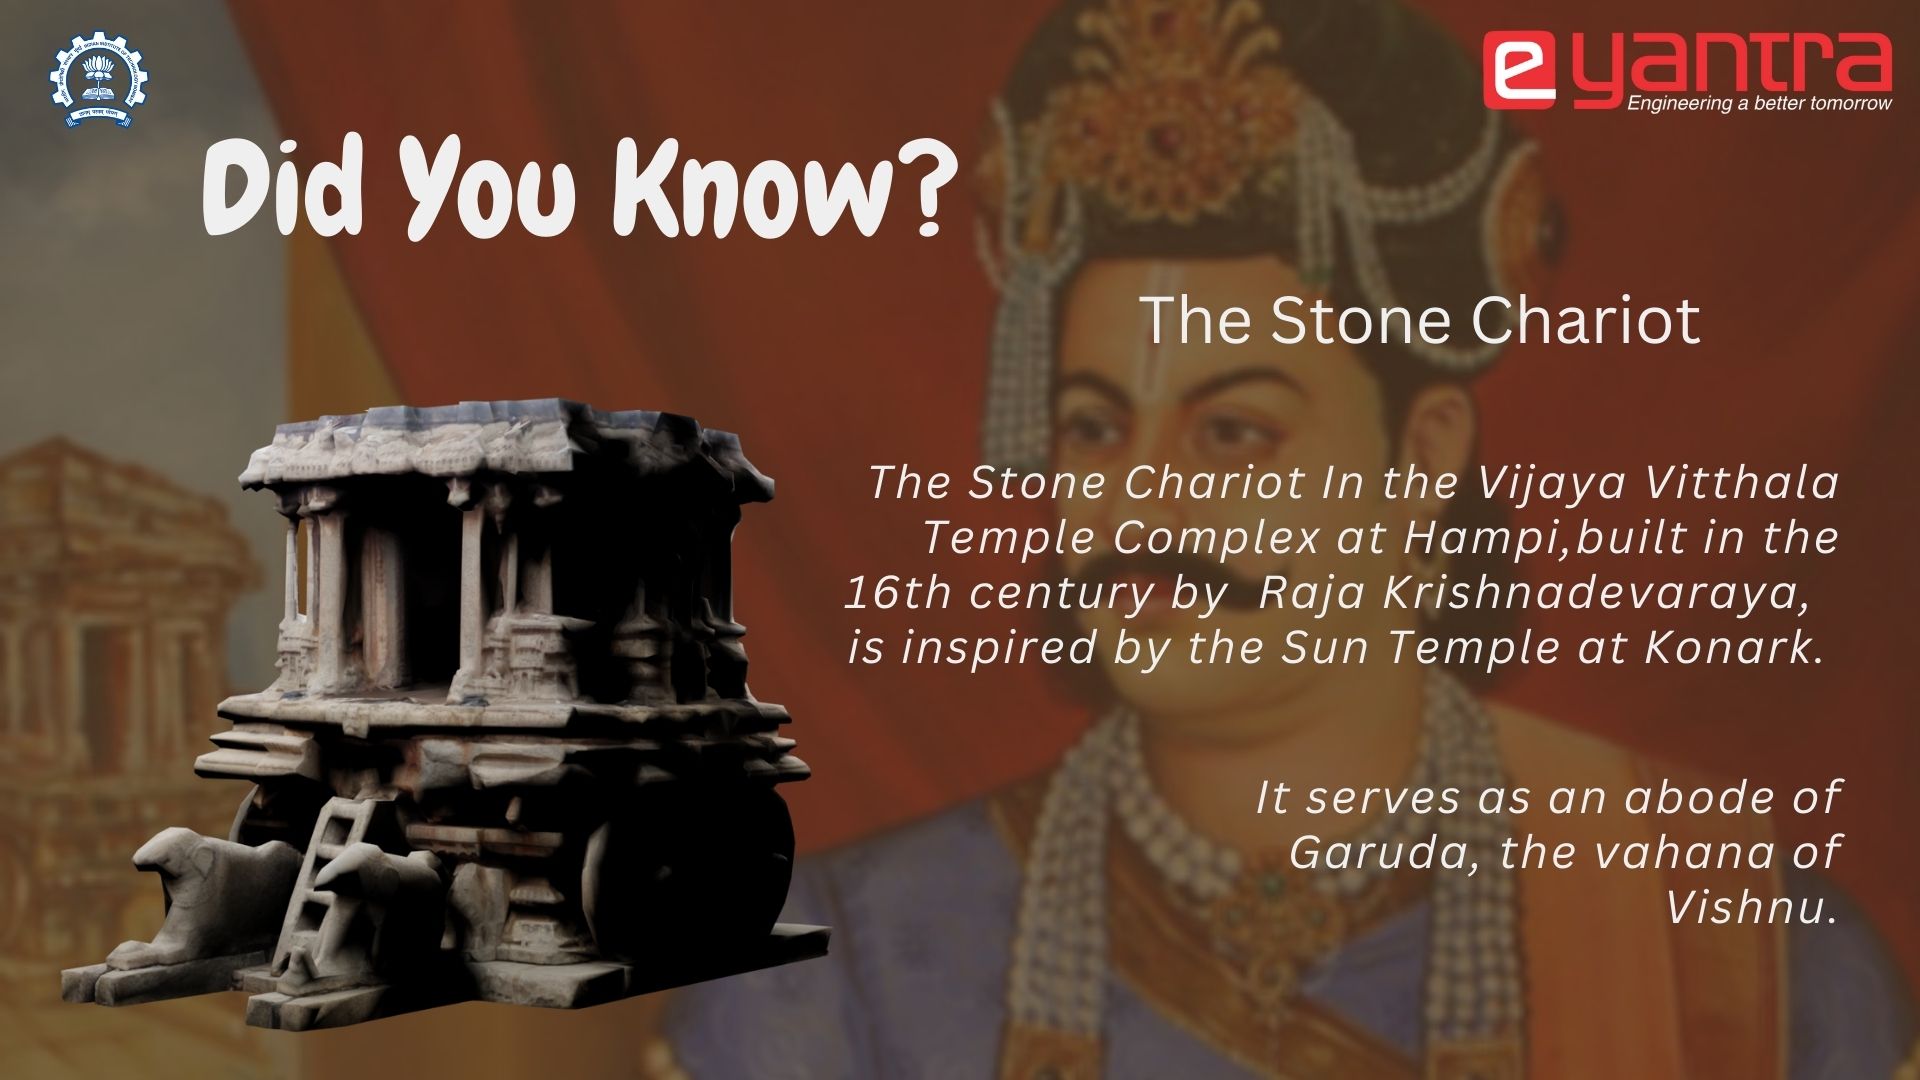 e yantra
Engineering a better tomorrow
Did You Know?
The Stone Chariot
The Stone Chariot In the Vijaya Vitthala
Temple Complex at Hampi,built in the
16th century by Raja Krishnadevaraya,
is inspired by the Sun Temple at Konark.
It serves as an abode of
Garuda, the vahana of
Vishnu.